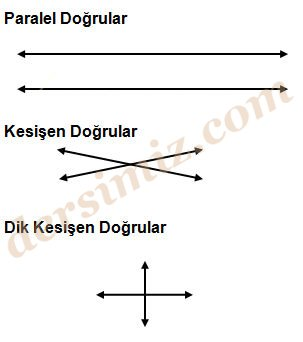 Paralel Doğrular
Kesişen Doğrular
Dik Kesişen Doğrular
dersimiz.com